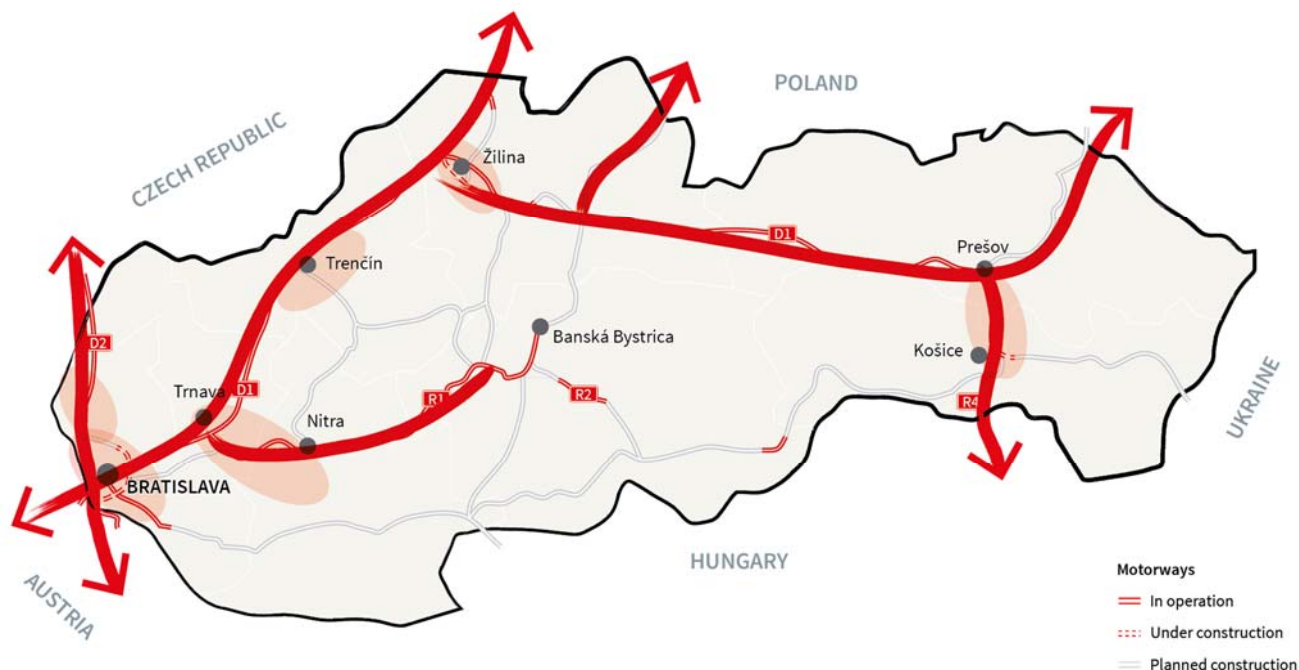 POLAND
CZECH REPUBLIC
Žilina
D1
Prešov
Trenčín
D2
Banská Bystrica
Košice
Trnava
D1
R1
R2
R4
Nitra
UKRAINE
BRATISLAVA
HUNGARY
AUSTRIA
Motorways
In operation
Under construction
Planned construction